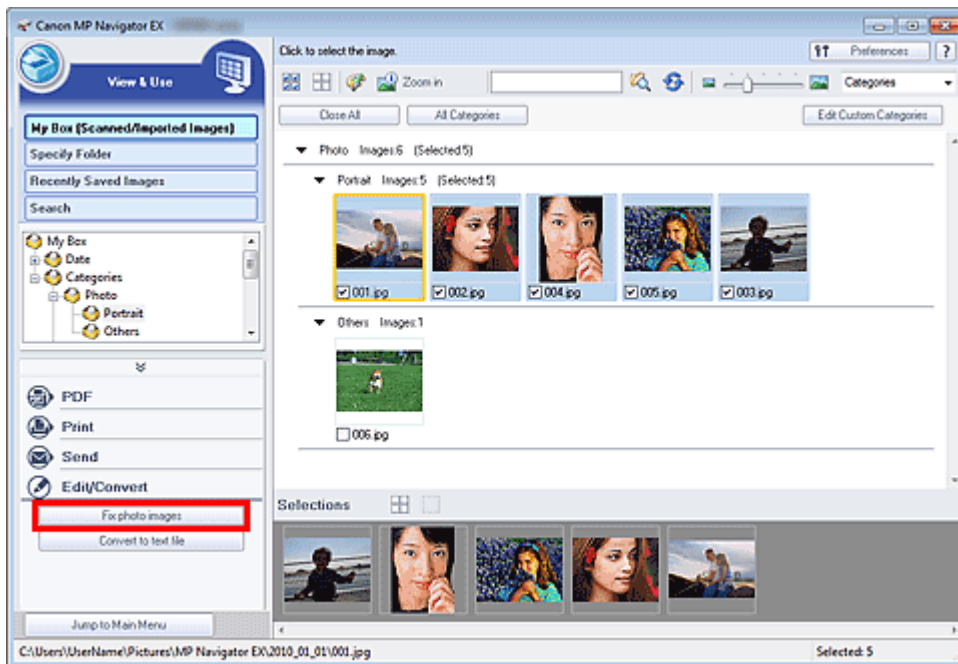 Canon MP Navigator EX
View & Use
My Box (Scanned/Imported Images)
Specify Folder
Recently Saved Images
Search
My Box
Date
Categories
Photo
Portrait
Others
PDF
Print
Send
Edit/Convert
Fix photo images
Convert to text file
Jump to Main Menu
Click to select the image.
Preferences
?
Zoom in
Categories
Close All
All Categories
Edit Custom Categories
Photo Images:6 (Selected:5)
Portrait Images:5 (Selected:5)
001.jpg
002.jpg
004.jpg
005.jpg
003.jpg
Others Images:1
006.jpg
Selections
C:\Users\UserName\Pictures\MP Navigator EX\2010_01_01\001.jpg
Selected: 5